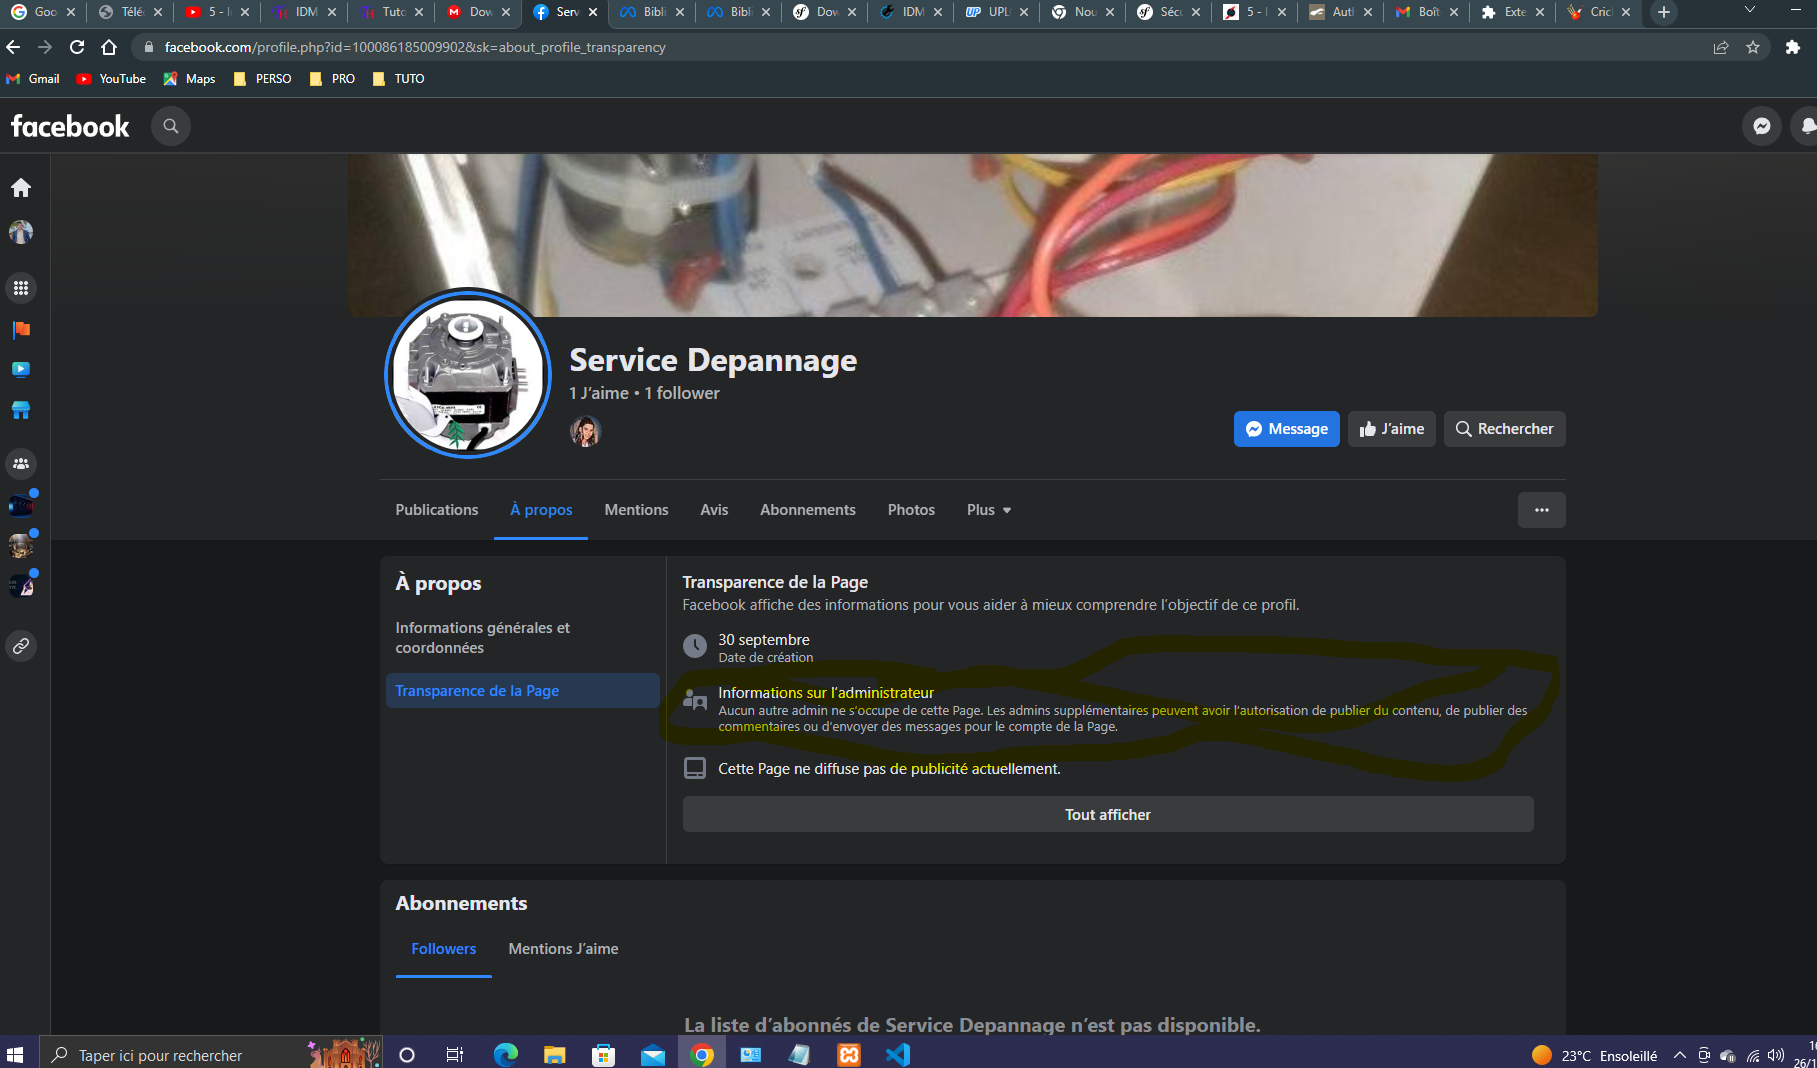 Goo
Télé
5 - I
IDM
Tuto
Dow
Serv
Bibli
Bibli
Dow
IDM
UPL
Nou
Sécu
5 - I
Auth
Boît
Exte
Cric
facebook.com/profile.php?id=100086185009902&sk=about_profile_transparency
Gmail
YouTube
Maps
PERSO
PRO
TUTO
facebook
Service Depannage
1 J’aime • 1 follower
Message
J’aime
Rechercher
Publications
À propos
Mentions
Avis
Abonnements
Photos
Plus
À propos
Informations générales et
coordonnées
Transparence de la Page
Transparence de la Page
Facebook affiche des informations pour vous aider à mieux comprendre l’objectif de ce profil.
30 septembre
Date de création
Informations sur l’administrateur
Aucun autre admin ne s’occupe de cette Page. Les admins supplémentaires peuvent avoir l’autorisation de publier du contenu, de publier des
commentaires ou d’envoyer des messages pour le compte de la Page.
Cette Page ne diffuse pas de publicité actuellement.
Tout afficher
Abonnements
Followers
Mentions J’aime
La liste d’abonnés de Service Depannage n’est pas disponible.
Taper ici pour rechercher
23°C Ensoleillé
26/1